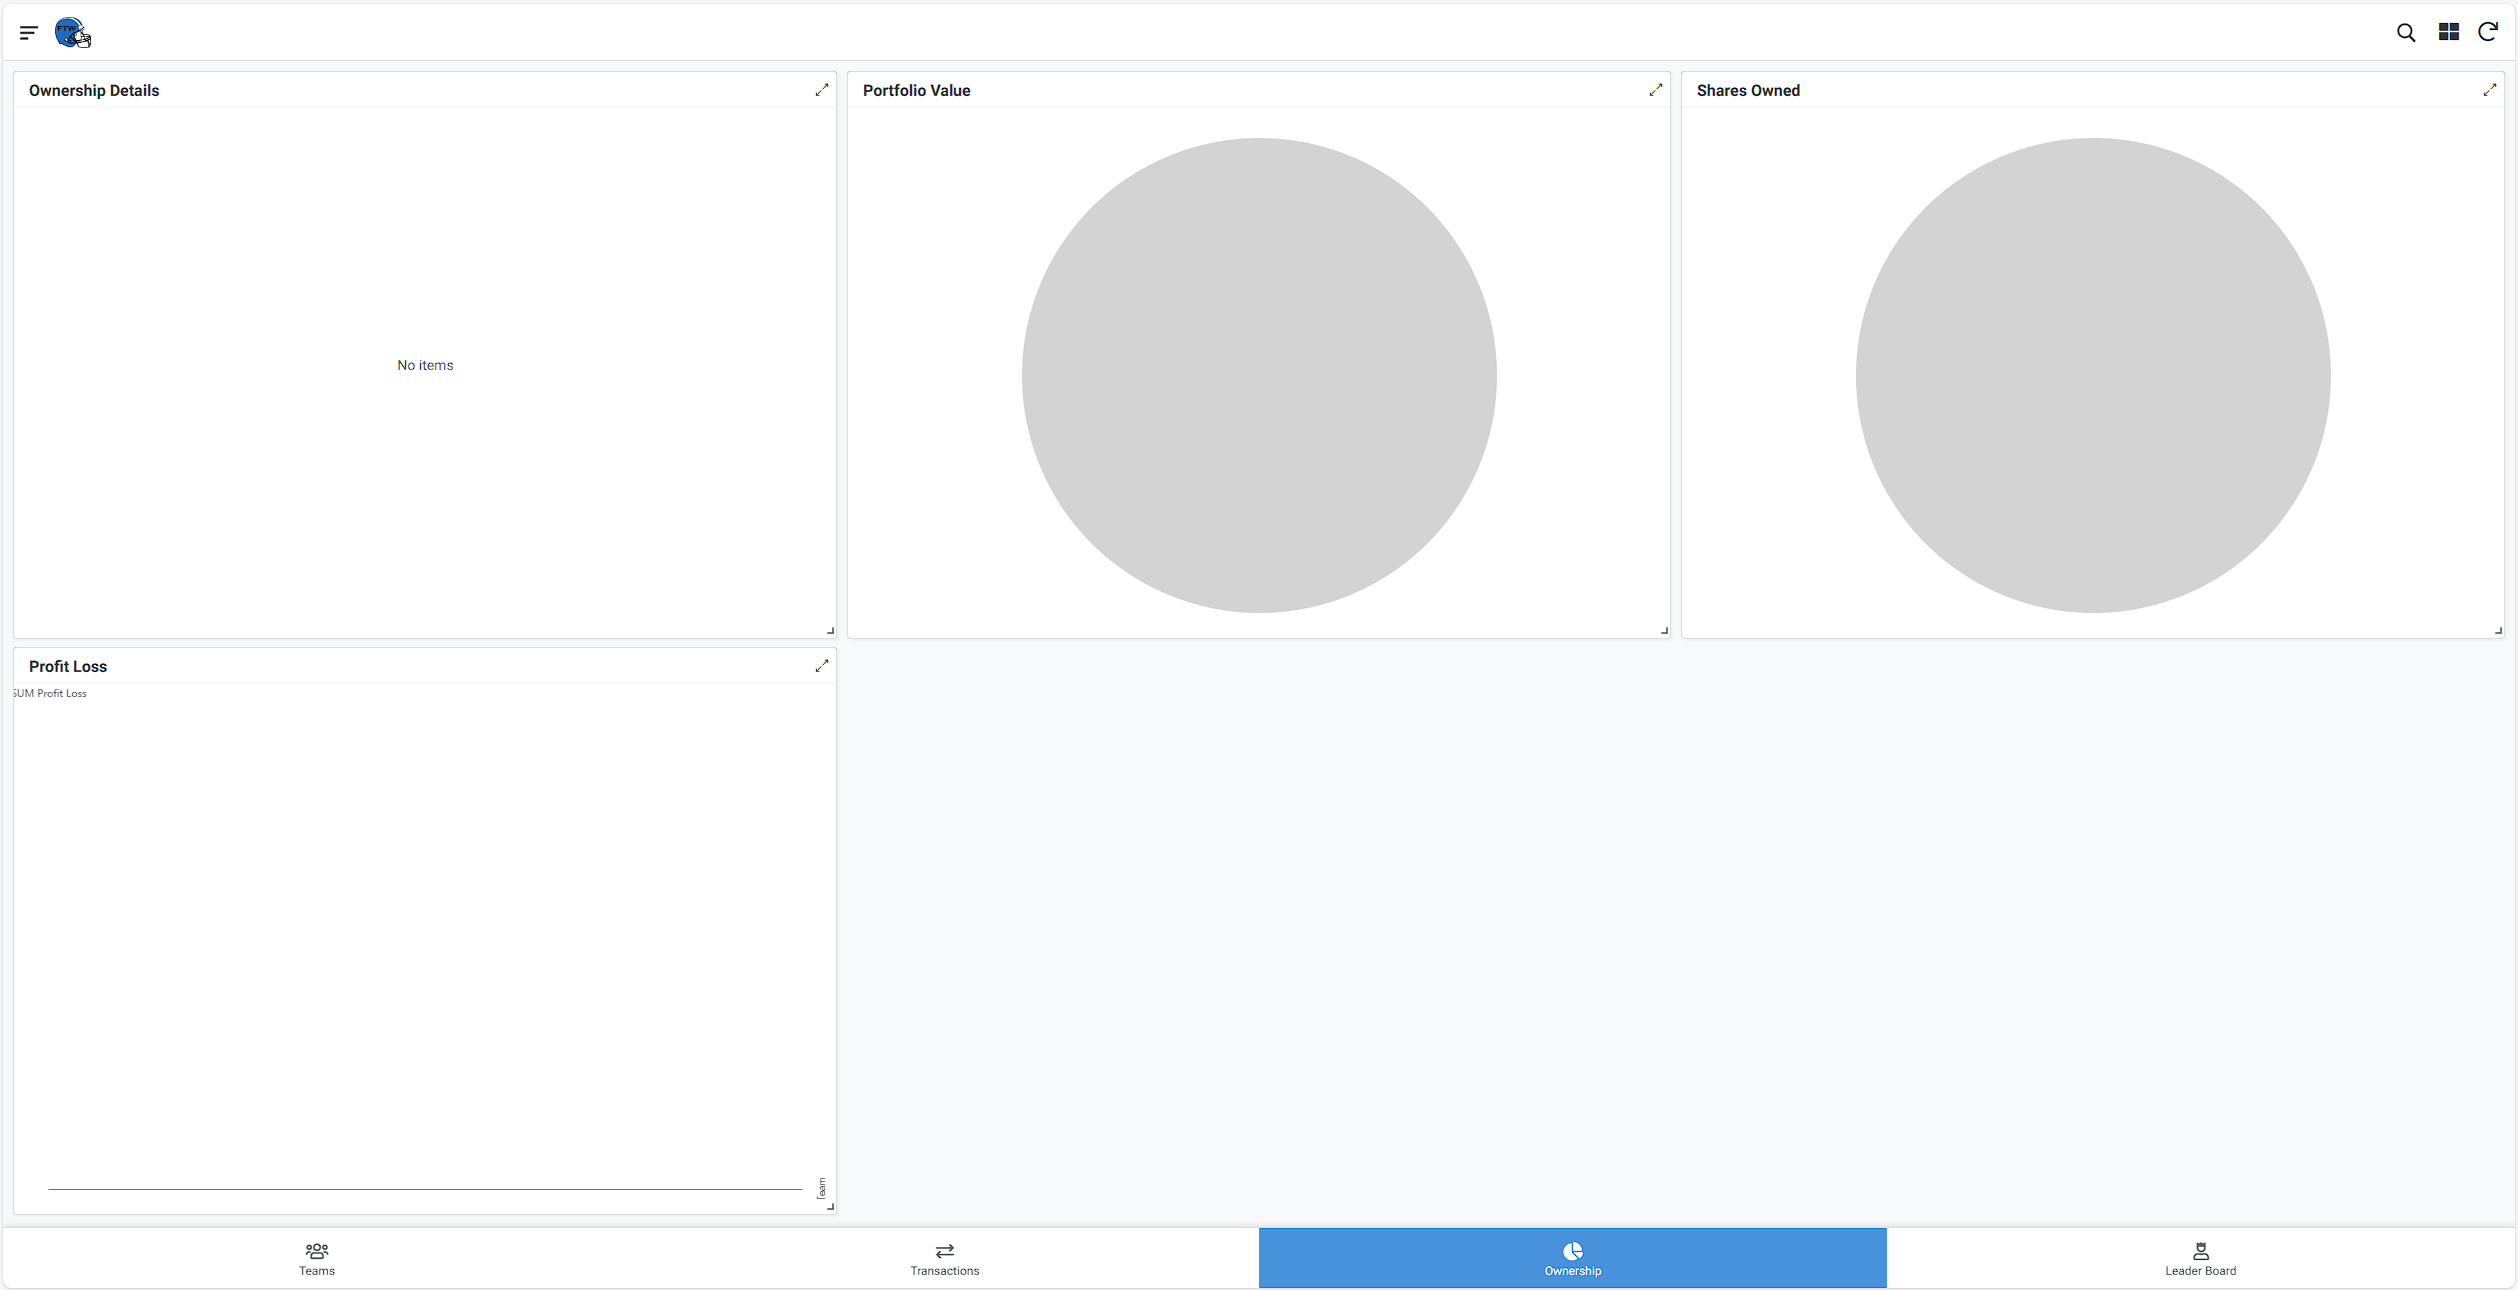 FTW
Ownership Details
Portfolio Value
Shares Owned
No items
Profit Loss
SUM Profit Loss
Team
Teams
Transactions
Ownership
Leader Board